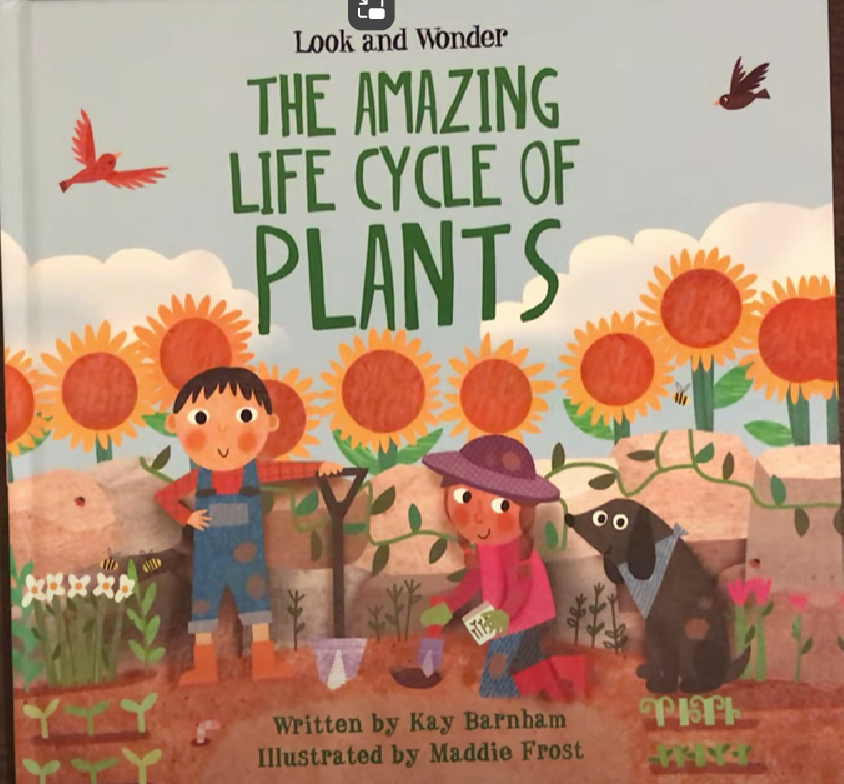 Look and Wonder
THE AMAZING
LIFE CYCLE OF
PLANTS
Written by Kay Barnham
Illustrated by Maddie Frost